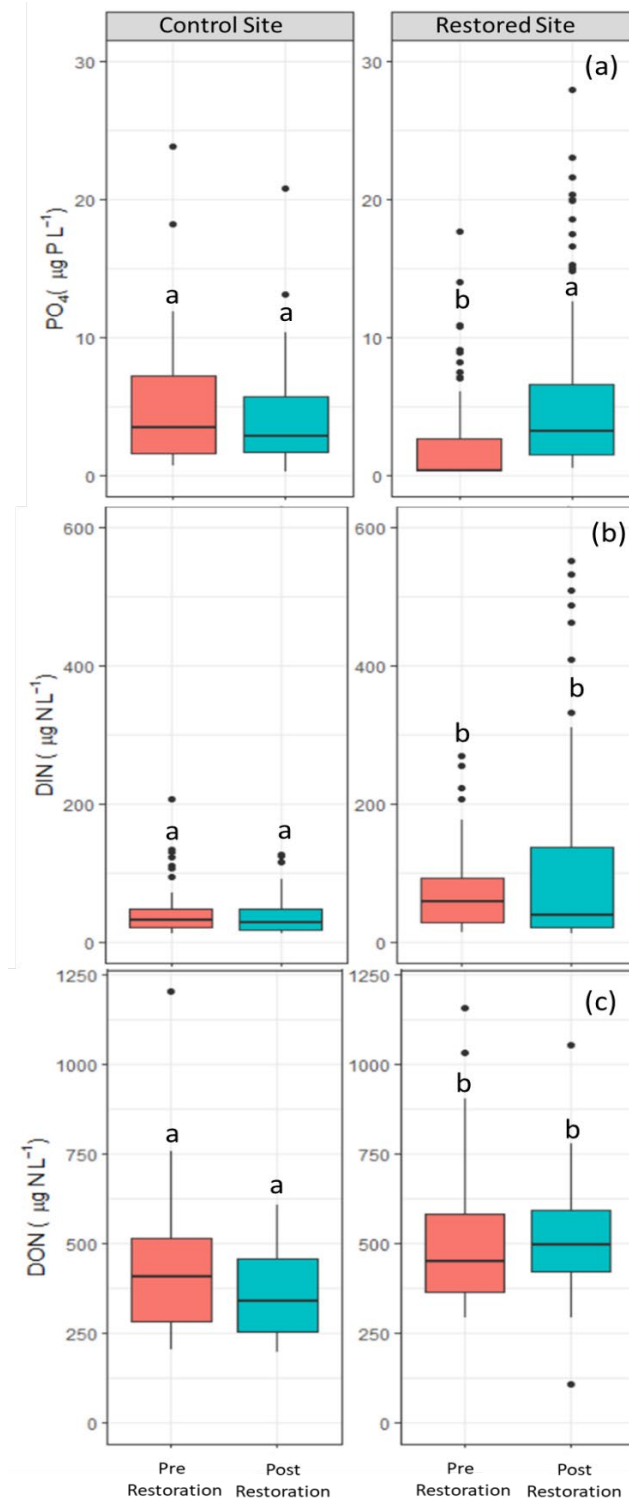 Control Site
Restored Site
(a)
30
20
10
0
PO4( µg P L−1)
a
a
b
a
(b)
600
400
200
0
DIN( µg N L−1)
a
a
b
b
(c)
1250
1000
750
500
250
0
DON( µg N L−1)
a
a
b
b
Pre
Restoration
Post
Restoration
Pre
Restoration
Post
Restoration